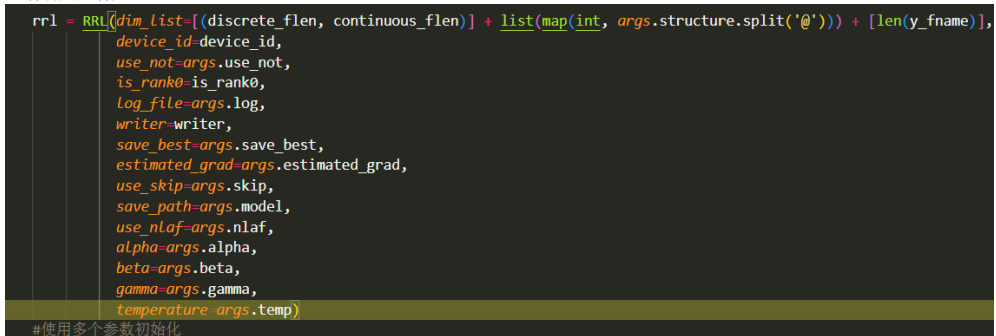 rrl = RRL(dim_list=[(discrete_flen, continuous_flen)] + list(map(int, args.structure.split('@'))) + [len(y_fname)],
device_id=device_id,
use_not=args.use_not,
is_rank0=is_rank0,
log_file=args.log,
writer=writer,
save_best=args.save_best,
estimated_grad=args.estimated_grad,
use_skip=args.skip,
save_path=args.model,
use_nlaf=args.nlaf,
alpha=args.alpha,
beta=args.beta,
gamma=args.gamma,
temperature=args.temp)
#使用多个参数初始化